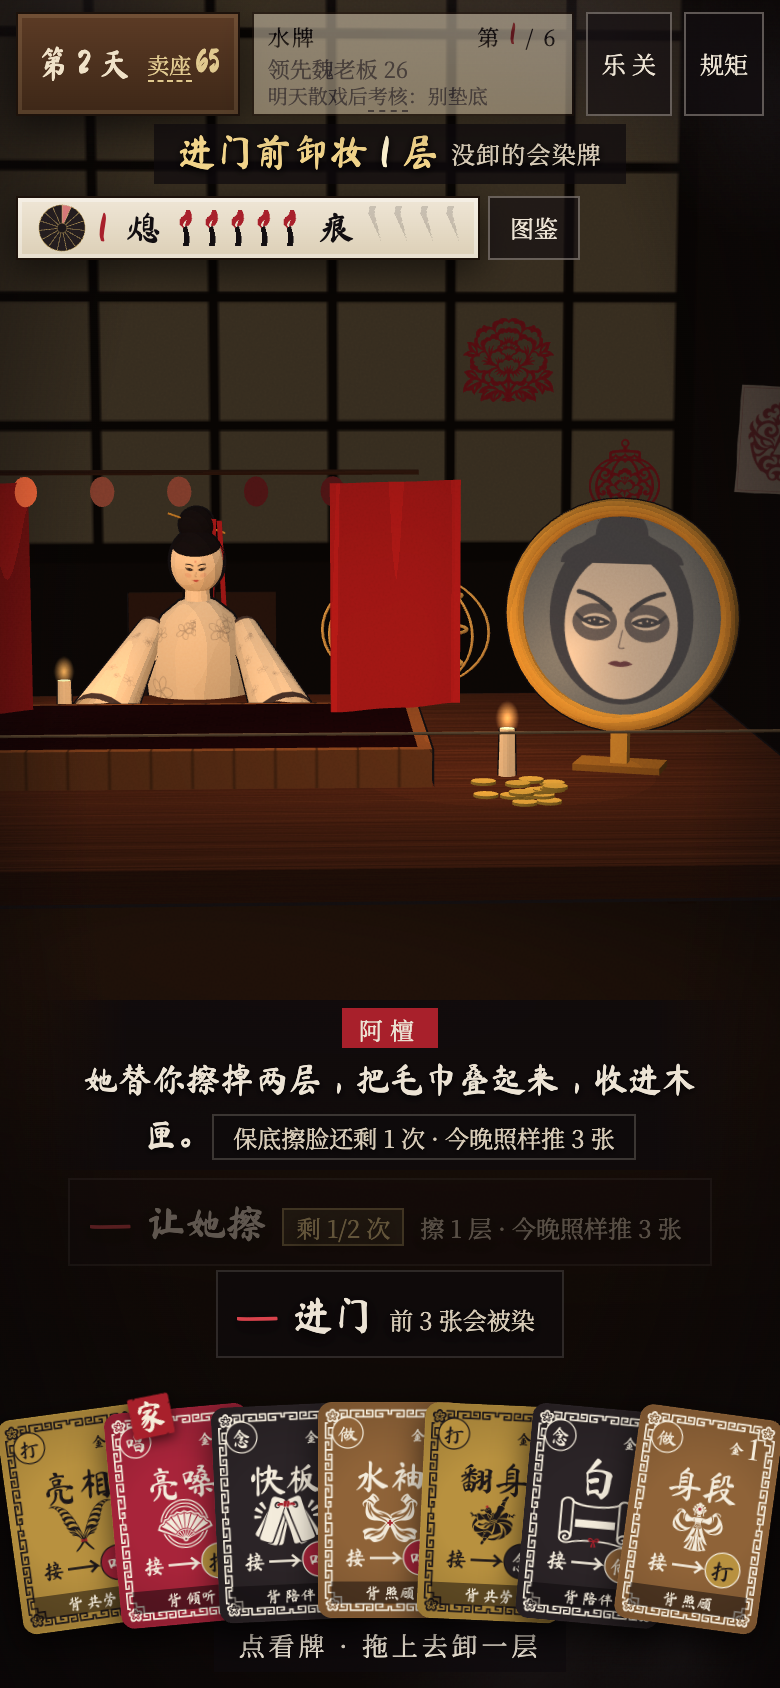 第 2 天 卖座 65
水牌 第 1 / 6
领先魏老板 26
明天散戏后考核：别垫底
乐 关
规矩
进门前卸妆 1 层 没卸的会染牌
1 熄 痕
图鉴
阿 檀
她替你擦掉两层，把毛巾叠起来，收进木
匣。 保底擦脸还剩 1 次 · 今晚照样推 3 张
让她擦 剩 1/2 次 擦 1 层 · 今晚照样推 3 张
进门 前 3 张会被染
打 亮相 接 背 共劳
家 唱 金 亮嗓 接 背 倾听
念 快板 接 背 陪伴
做 水袖 接 背 照顾
打 翻身 接 背 共劳
念 白 接 背 陪伴
做 金 1 身段 接 打 背 照顾
点看牌 · 拖上去卸一层